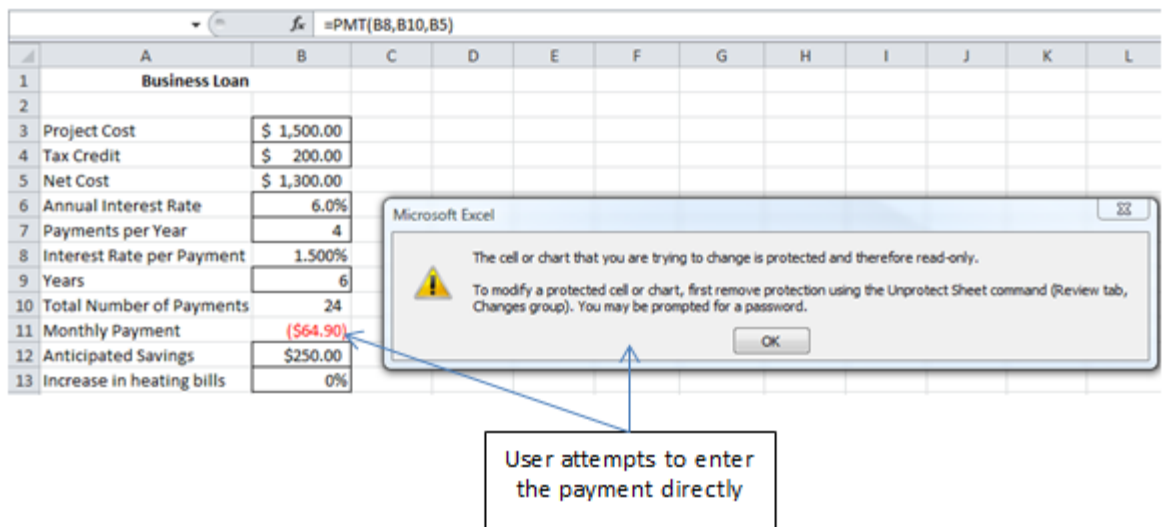 fx =PMT(B8,B10,B5)
A B C D E F G H I J K L
1 Business Loan
2
3 Project Cost $ 1,500.00
4 Tax Credit $ 200.00
5 Net Cost $ 1,300.00
6 Annual Interest Rate 6.0%
7 Payments per Year 4
8 Interest Rate per Payment 1.500%
9 Years 6
10 Total Number of Payments 24
11 Monthly Payment ($64.90)
12 Anticipated Savings $250.00
13 Increase in heating bills 0%
Microsoft Excel
The cell or chart that you are trying to change is protected and therefore read-only.
To modify a protected cell or chart, first remove protection using the Unprotect Sheet command (Review tab,
Changes group). You may be prompted for a password.
OK
User attempts to enter
the payment directly